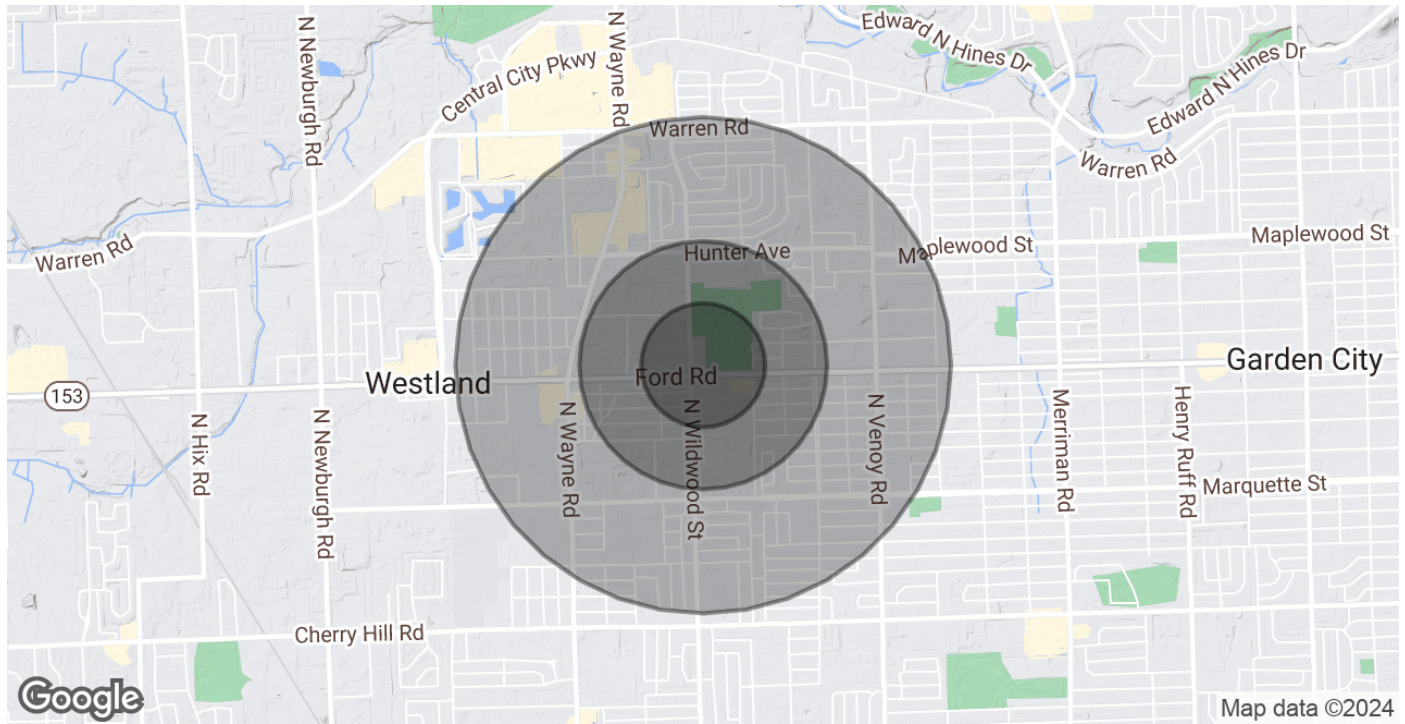 N Newburgh Rd
Central City Pkwy
N Wayne Rd
Edward N Hines Dr
Edward N Hines Dr
Warren Rd
Warren Rd
Warren Rd
Hunter Ave
Maplewood St
Maplewood St
153
Westland
Ford Rd
Garden City
N Hix Rd
N Newburgh Rd
N Wayne Rd
N Wildwood St
N Venoy Rd
Merriman Rd
Henry Ruff Rd
Marquette St
Cherry Hill Rd
Google
Map data ©2024